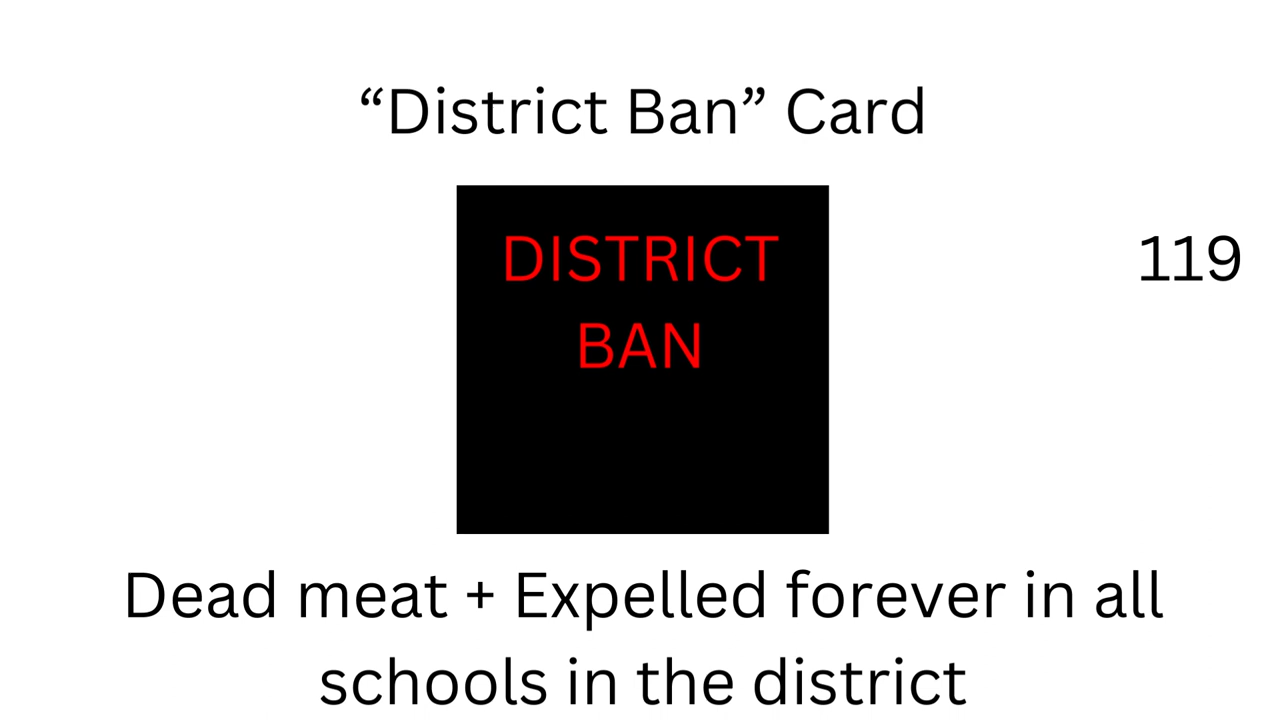 “District Ban” Card
DISTRICT
BAN
119
Dead meat + Expelled forever in all
schools in the district